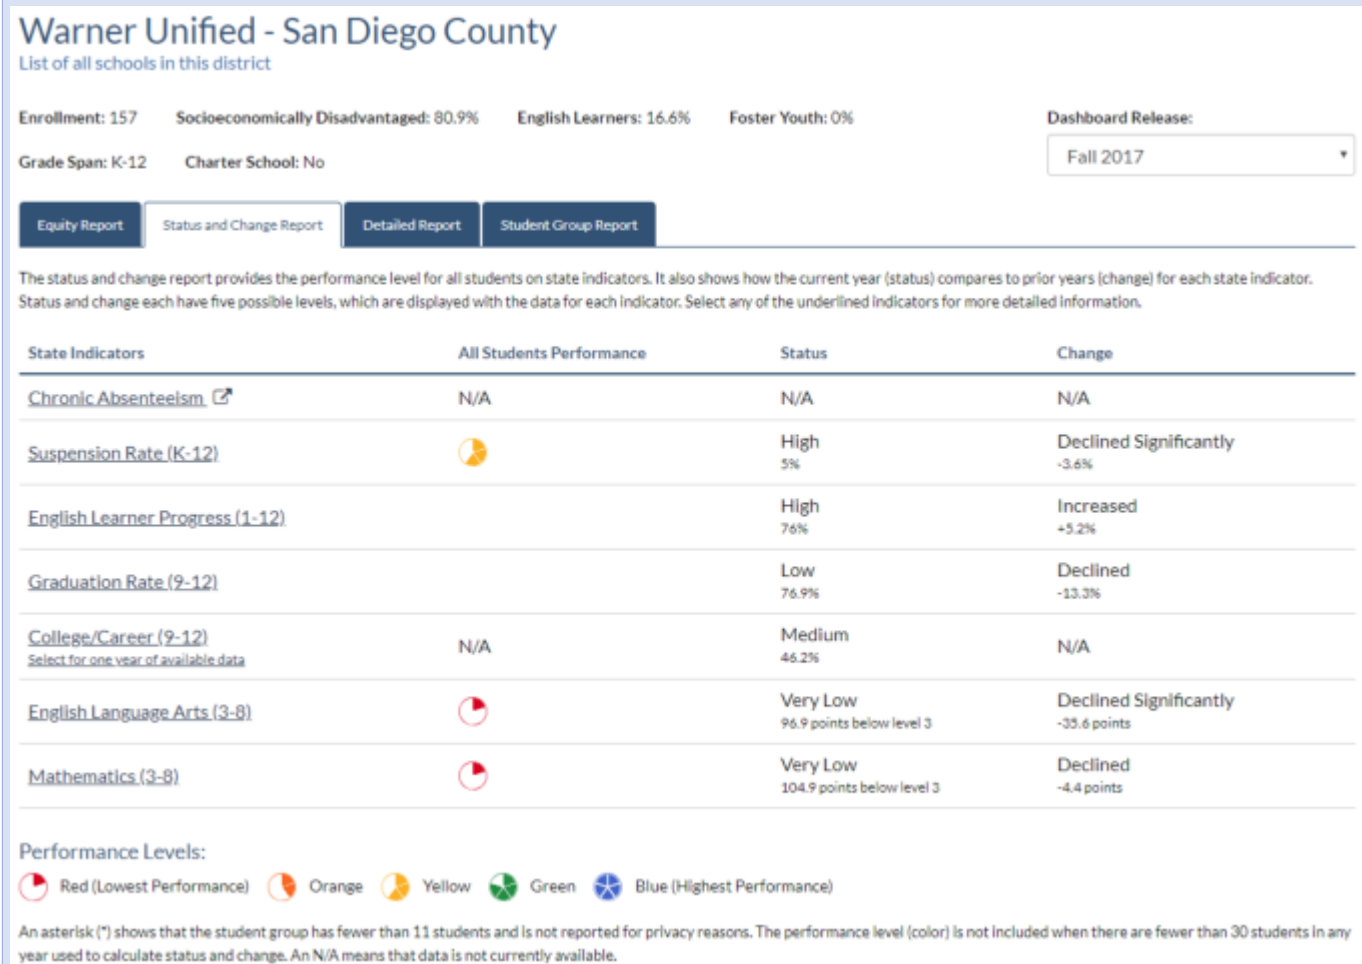 Warner Unified - San Diego County
List of all schools in this district
Enrollment: 157 Socioeconomically Disadvantaged: 80.9% English Learners: 16.6% Foster Youth: 0% Dashboard Release:
Grade Span: K-12 Charter School: No Fall 2017
Equity Report Status and Change Report Detailed Report Student Group Report
The status and change report provides the performance level for all students on state indicators. It also shows how the current year (status) compares to prior years (change) for each state indicator.
Status and change each have five possible levels, which are displayed with the data for each indicator. Select any of the underlined indicators for more detailed information.
State Indicators All Students Performance Status Change
Chronic Absenteeism N/A N/A N/A
Suspension Rate (K-12) High Declined Significantly
5% -3.6%
English Learner Progress (1-12) High Increased
76% +5.2%
Graduation Rate (9-12) Low Declined
76.9% -13.3%
College/Career (9-12) N/A Medium N/A
Select for one year of available data 46.2%
English Language Arts (3-8) Very Low Declined Significantly
96.9 points below level 3 -35.6 points
Mathematics (3-8) Very Low Declined
104.9 points below level 3 -4.4 points
Performance Levels:
Red (Lowest Performance) Orange Yellow Green Blue (Highest Performance)
An asterisk (*) shows that the student group has fewer than 11 students and is not reported for privacy reasons. The performance level (color) is not included when there are fewer than 30 students in any
year used to calculate status and change. An N/A means that data is not currently available.